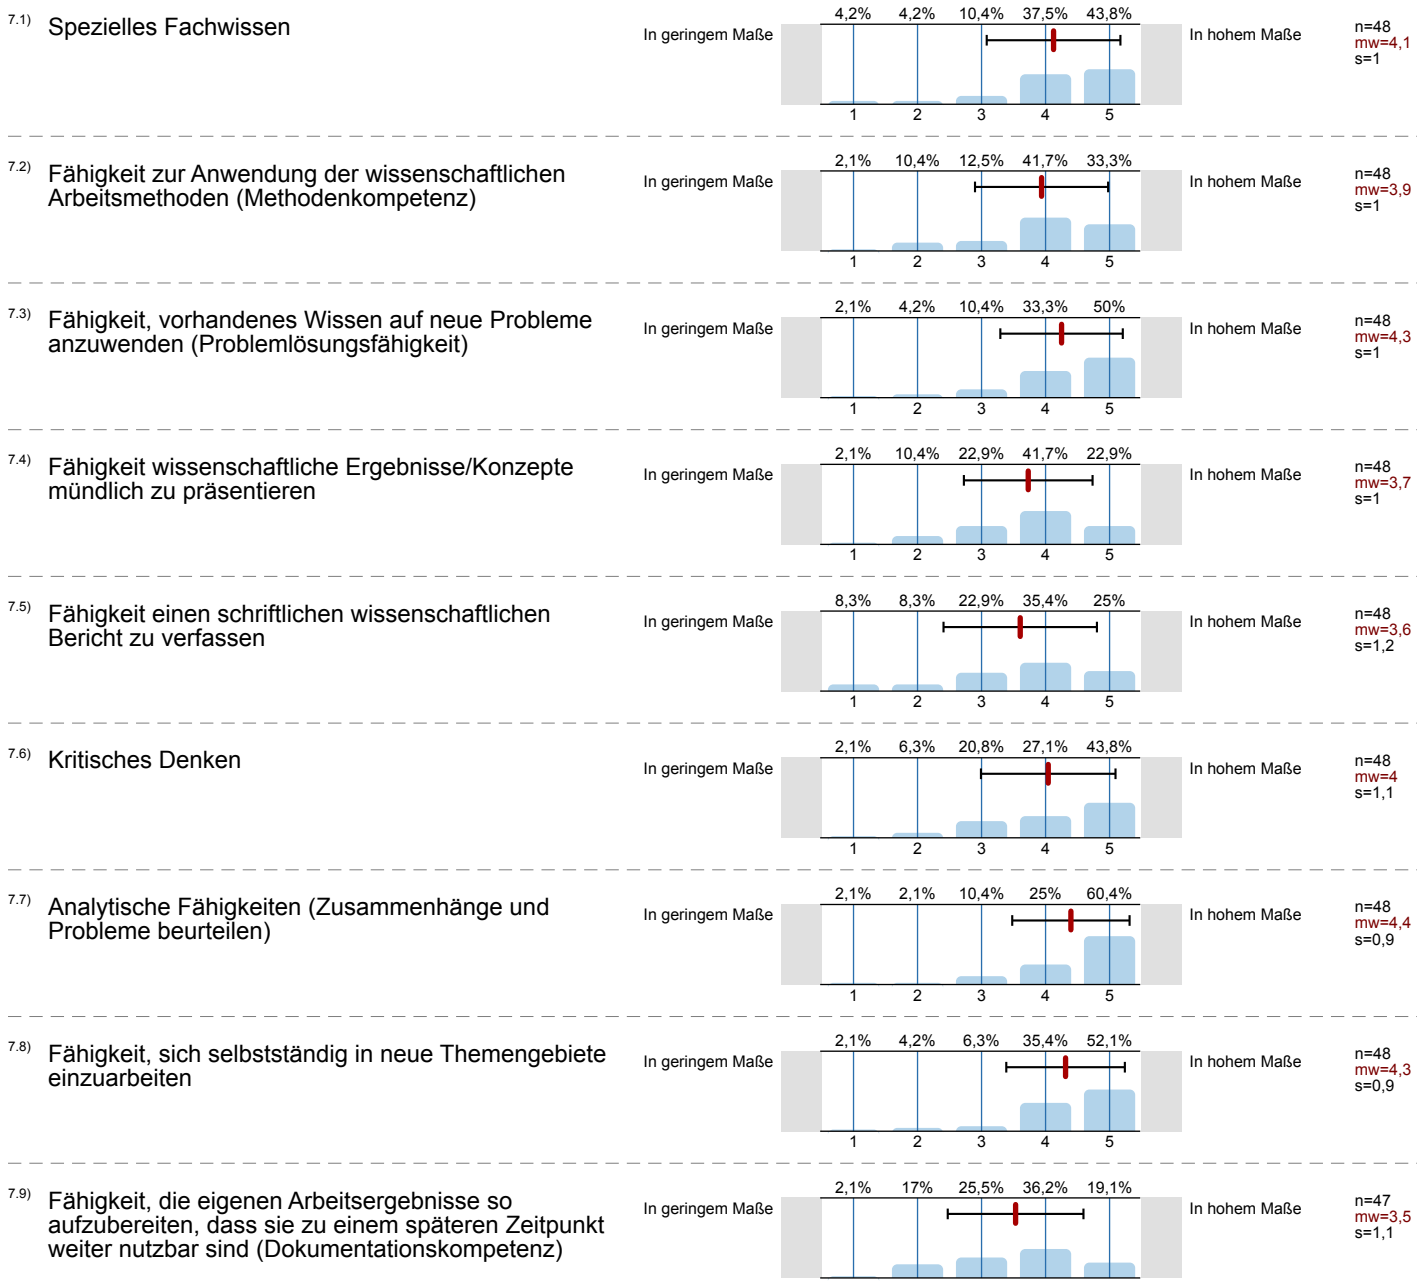 7.1) Spezielles Fachwissen
4,2% 4,2% 10,4% 37,5% 43,8%
In geringem Maße In hohem Maße
n=48
mw=4,1
s=1
1 2 3 4 5
7.2) Fähigkeit zur Anwendung der wissenschaftlichen
Arbeitsmethoden (Methodenkompetenz)
2,1% 10,4% 12,5% 41,7% 33,3%
In geringem Maße In hohem Maße
n=48
mw=3,9
s=1
1 2 3 4 5
7.3) Fähigkeit, vorhandenes Wissen auf neue Probleme
anzuwenden (Problemlösungsfähigkeit)
2,1% 4,2% 10,4% 33,3% 50%
In geringem Maße In hohem Maße
n=48
mw=4,3
s=1
1 2 3 4 5
7.4) Fähigkeit wissenschaftliche Ergebnisse/Konzepte
mündlich zu präsentieren
2,1% 10,4% 22,9% 41,7% 22,9%
In geringem Maße In hohem Maße
n=48
mw=3,7
s=1
1 2 3 4 5
7.5) Fähigkeit einen schriftlichen wissenschaftlichen
Bericht zu verfassen
8,3% 8,3% 22,9% 35,4% 25%
In geringem Maße In hohem Maße
n=48
mw=3,6
s=1,2
1 2 3 4 5
7.6) Kritisches Denken
2,1% 6,3% 20,8% 27,1% 43,8%
In geringem Maße In hohem Maße
n=48
mw=4
s=1,1
1 2 3 4 5
7.7) Analytische Fähigkeiten (Zusammenhänge und
Probleme beurteilen)
2,1% 2,1% 10,4% 25% 60,4%
In geringem Maße In hohem Maße
n=48
mw=4,4
s=0,9
1 2 3 4 5
7.8) Fähigkeit, sich selbstständig in neue Themengebiete
einzuarbeiten
2,1% 4,2% 6,3% 35,4% 52,1%
In geringem Maße In hohem Maße
n=48
mw=4,3
s=0,9
1 2 3 4 5
7.9) Fähigkeit, die eigenen Arbeitsergebnisse so
aufzubereiten, dass sie zu einem späteren Zeitpunkt
weiter nutzbar sind (Dokumentationskompetenz)
2,1% 17% 25,5% 36,2% 19,1%
In geringem Maße In hohem Maße
n=47
mw=3,5
s=1,1